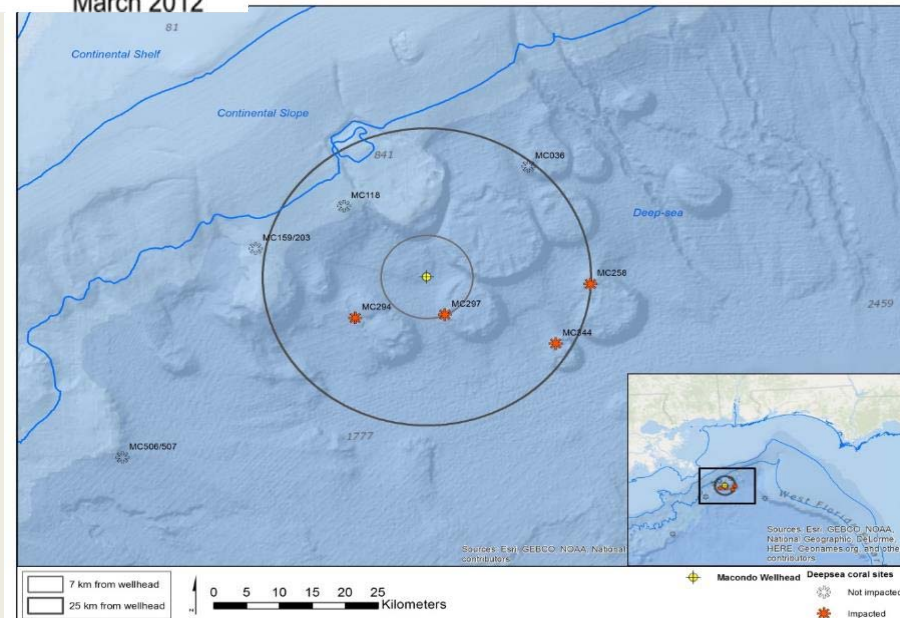 March 2012
81
Continental Shelf
Continental Slope
841
MC036
MC118
Deep-sea
MC159/203
MC258
MC294
MC297
2459
MC344
1777
MC506/507
West Florida
Sources: Esri, GEBCO, NOAA, National
contributors
Sources: Esri, GEBCO, NOAA,
National Geographic, DeLorme,
HERE, Geonames.org, and other
contributors
7 km from wellhead
25 km from wellhead
N
0 5 10 15 20 25
Kilometers
Macondo Wellhead
Deepsea coral sites
Not impacted
Impacted